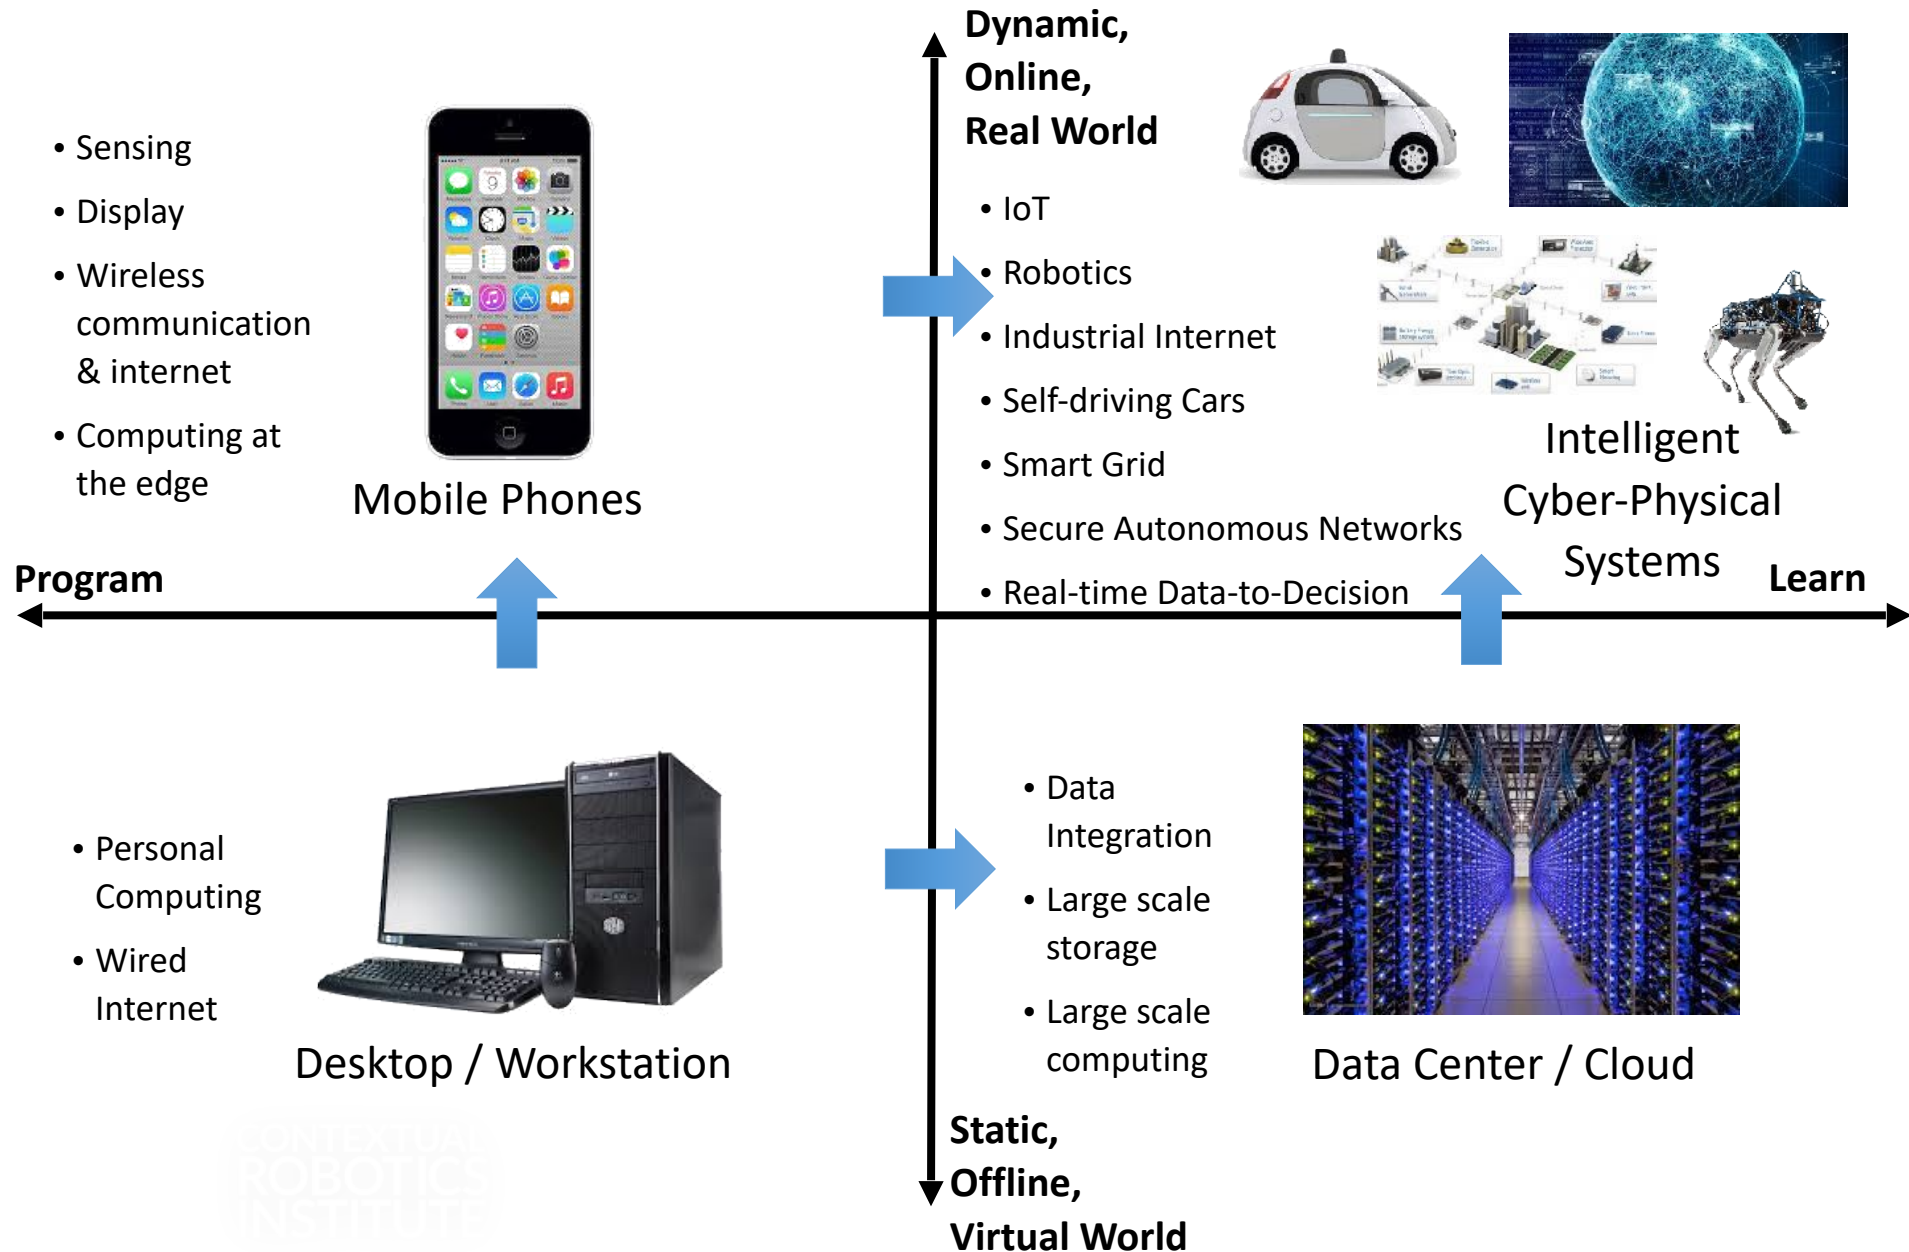 Dynamic,
Online,
Real World
• Sensing
• Display
• Wireless
communication
& internet
• Computing at
the edge
Mobile Phones
• IoT
• Robotics
• Industrial Internet
• Self-driving Cars
• Smart Grid
• Secure Autonomous Networks
• Real-time Data-to-Decision
Intelligent
Cyber-Physical
Systems
Program
Learn
• Personal
Computing
• Wired
Internet
Desktop / Workstation
• Data
Integration
• Large scale
storage
• Large scale
computing
Data Center / Cloud
Static,
Offline,
Virtual World
CONTEXTUAL
ROBOTICS
INSTITUTE